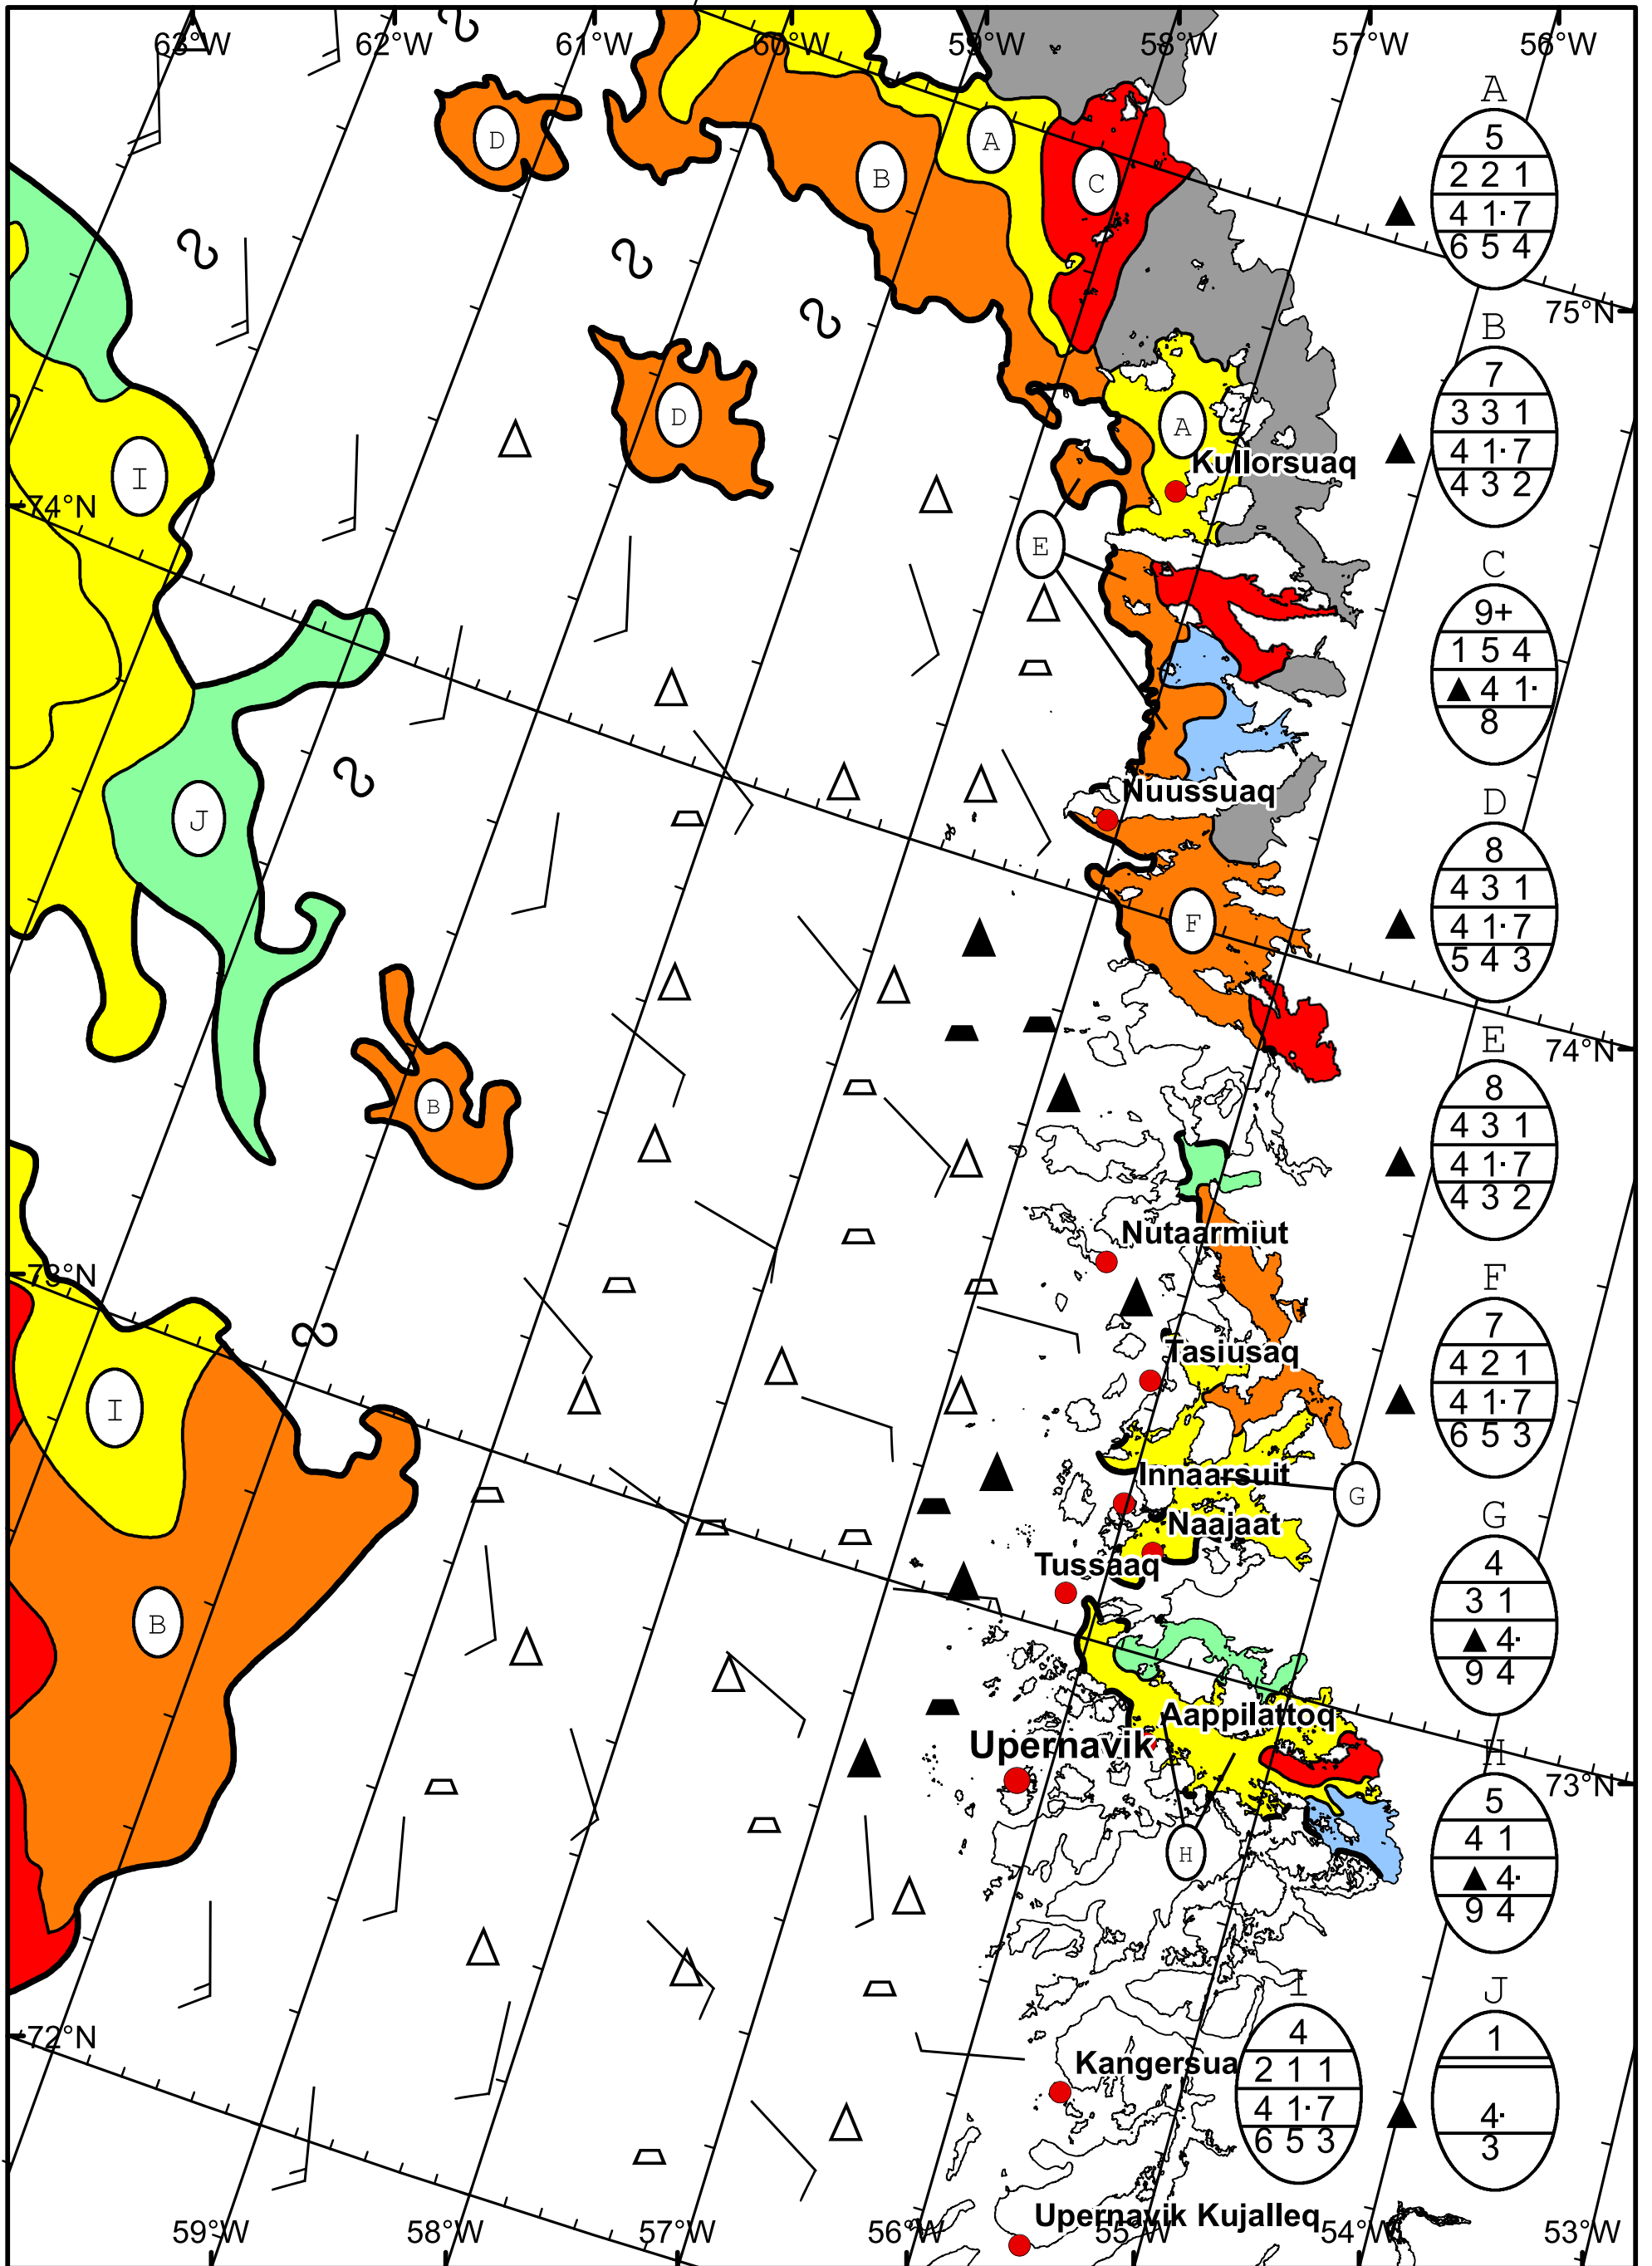 63°W 62°W 61°W 60°W 59°W 58°W 57°W 56°W
A
5
2 2 1
4 1· 7
6 5 4
D
B
A
C
75°N
B
7
3 3 1
4 1· 7
4 3 2
D
A
I
Kullorsuaq
74°N
E
C
9+
1 5 4
▲ 4 1·
8
J
Nuussuaq
D
8
4 3 1
4 1· 7
5 4 3
F
74°N
E
8
4 3 1
4 1· 7
4 3 2
B
Nutaarmiut
73°N
F
7
4 2 1
4 1· 7
6 5 3
Tasiusaq
I
Innaarsuit
G
Naajaat
Tussaaq
G
4
3 1
▲ 4·
9 4
B
Aappilattoq
Upernavik
H
5
4 1
▲ 4·
9 4
73°N
H
I
4
2 1 1
4 1· 7
6 5 3
J
1
4·
3
72°N
Kangersua
Upernavik Kujalleq
59°W 58°W 57°W 56°W 55°W 54°W 53°W